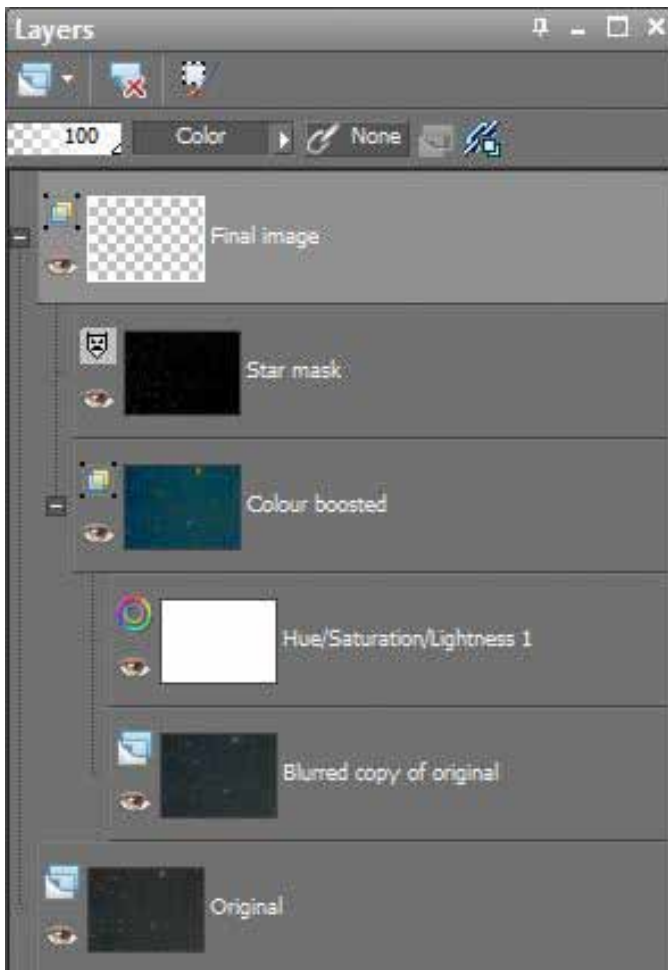 Layers
100 Color None
Final image
Star mask
Colour boosted
Hue/Saturation/Lightness 1
Blurred copy of original
Original